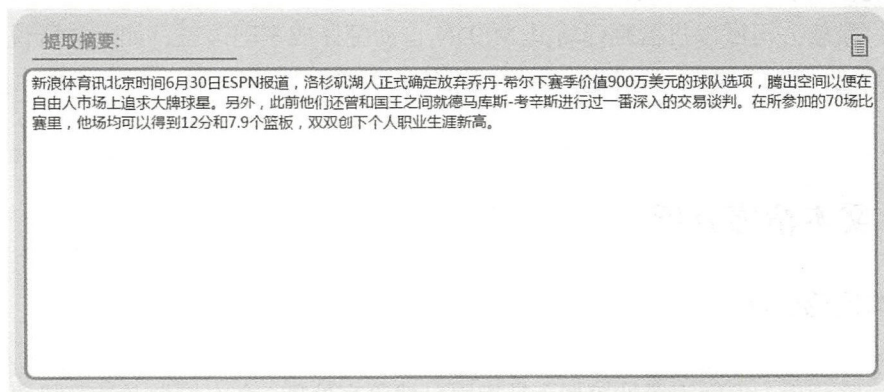 提取摘要:
新浪体育讯北京时间6月30日ESPN报道，洛杉矶湖人正式确定放弃乔丹-希尔下赛季价值900万美元的球队选项，腾出空间以便在
自由人市场上追求大牌球星。另外，此前他们还曾和国王之间就德马库斯-考辛斯进行过一番深入的交易谈判。在所参加的70场比
赛里，他场均可以得到12分和7.9个篮板，双双创下个人职业生涯新高。